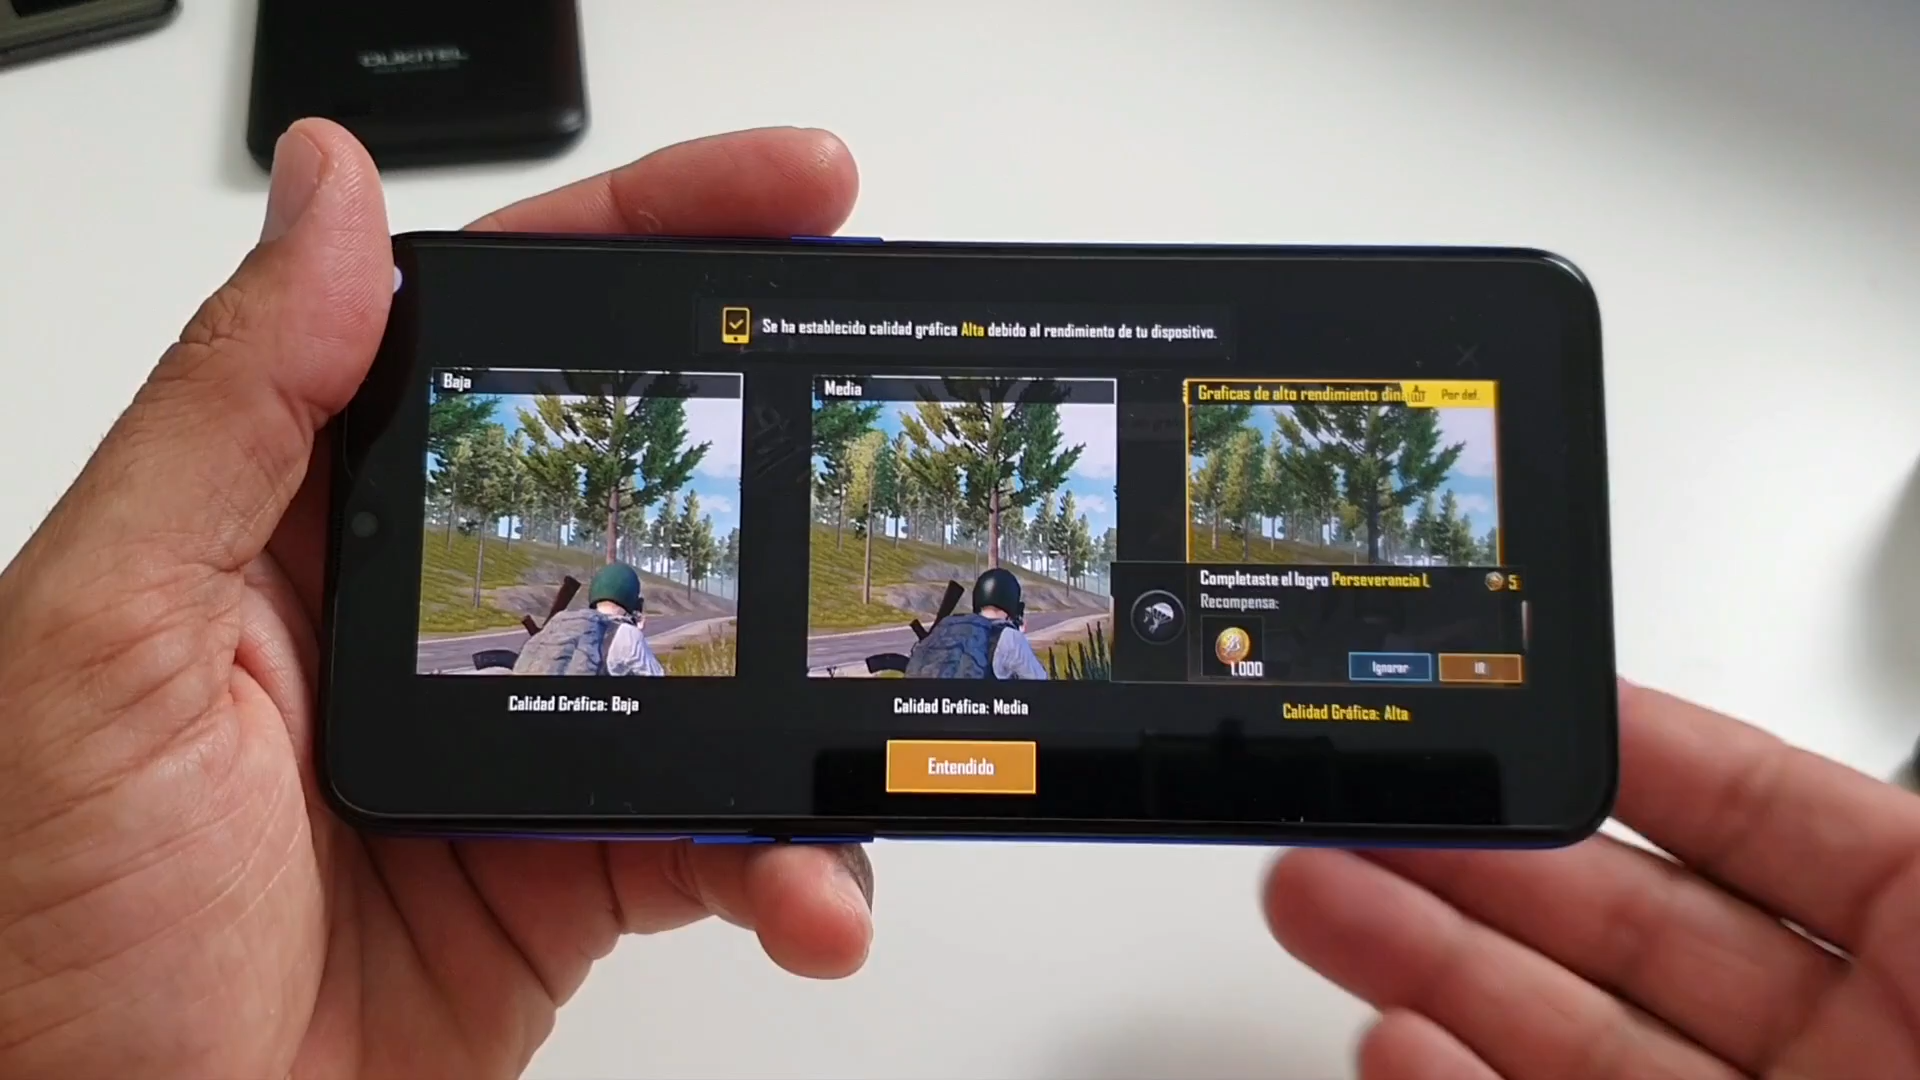 OUKITEL
Se ha establecido calidad gráfica Alta debido al rendimiento de tu dispositivo.
Baja
Media
Graficas de alto rendimiento din
Por def.
Completaste el logro Perseverancia I.
5
Recompensa:
1.000
Ignorar
IR
Calidad Gráfica: Baja
Calidad Gráfica: Media
Calidad Gráfica: Alta
Entendido